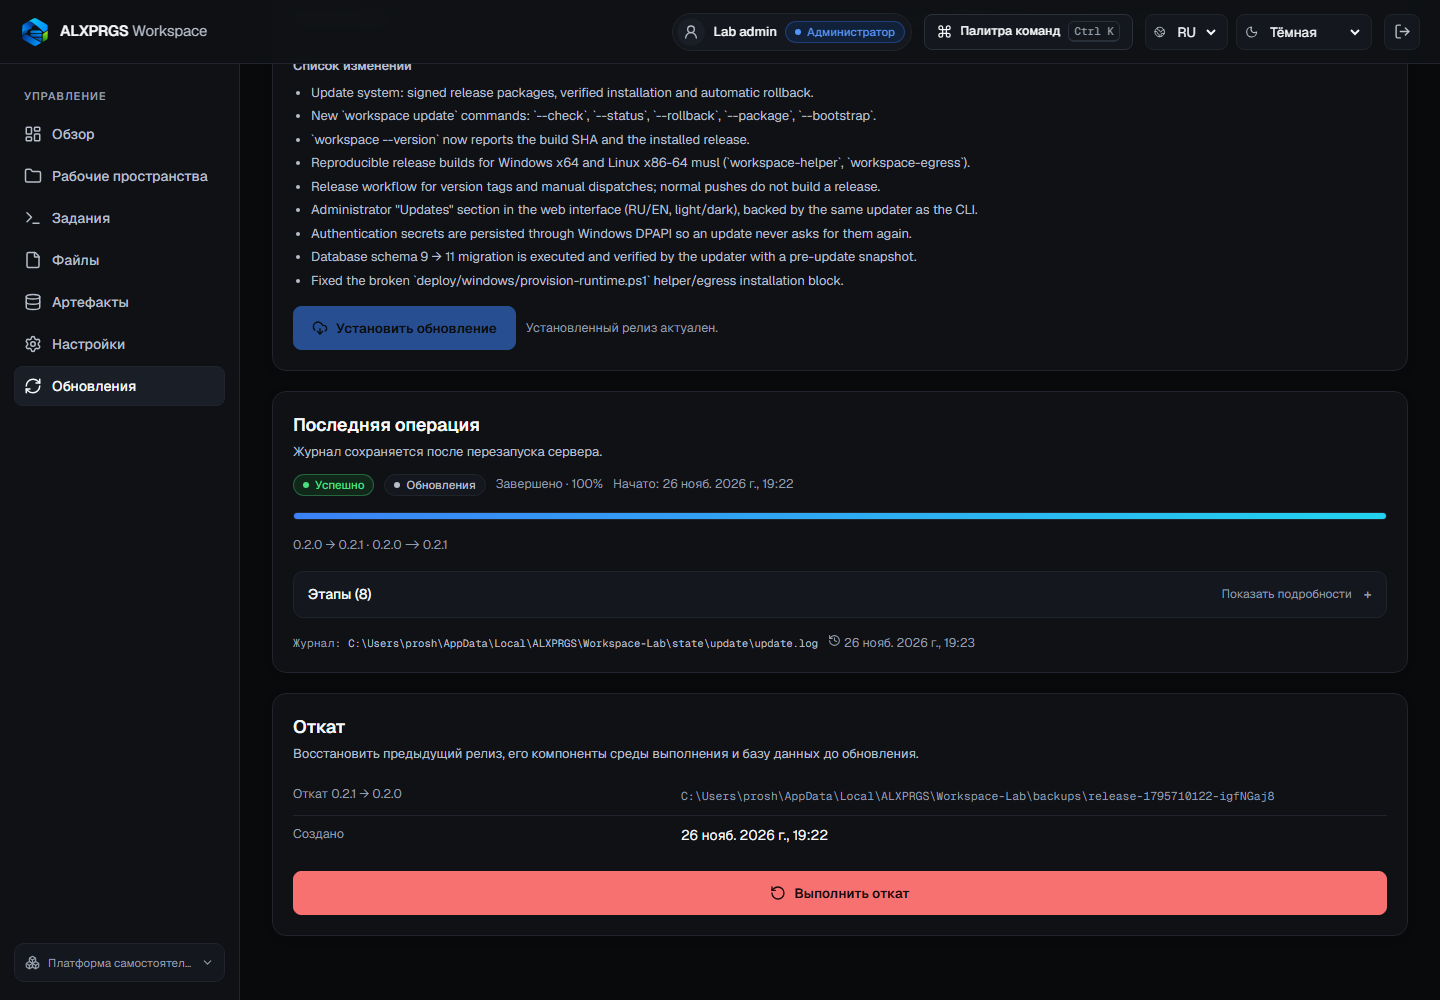 ALXPRGS Workspace
Lab admin
Администратор
Палитра команд
Ctrl K
RU
Тёмная
УПРАВЛЕНИЕ
Обзор
Рабочие пространства
Задания
Файлы
Артефакты
Настройки
Обновления
Платформа самостоятел...
Список изменений
• Update system: signed release packages, verified installation and automatic rollback.
• New `workspace update` commands: `--check`, `--status`, `--rollback`, `--package`, `--bootstrap`.
• `workspace --version` now reports the build SHA and the installed release.
• Reproducible release builds for Windows x64 and Linux x86-64 musl (`workspace-helper`, `workspace-egress`).
• Release workflow for version tags and manual dispatches; normal pushes do not build a release.
• Administrator "Updates" section in the web interface (RU/EN, light/dark), backed by the same updater as the CLI.
• Authentication secrets are persisted through Windows DPAPI so an update never asks for them again.
• Database schema 9 → 11 migration is executed and verified by the updater with a pre-update snapshot.
• Fixed the broken `deploy/windows/provision-runtime.ps1` helper/egress installation block.
Установить обновление
Установленный релиз актуален.
Последняя операция
Журнал сохраняется после перезапуска сервера.
Успешно
Обновления
Завершено · 100%
Начато: 26 нояб. 2026 г., 19:22
0.2.0 → 0.2.1 · 0.2.0 ⟶ 0.2.1
Этапы (8)
Показать подробности +
Журнал: C:\Users\prosh\AppData\Local\ALXPRGS\Workspace-Lab\state\update\update.log
26 нояб. 2026 г., 19:23
Откат
Восстановить предыдущий релиз, его компоненты среды выполнения и базу данных до обновления.
Откат 0.2.1 → 0.2.0
C:\Users\prosh\AppData\Local\ALXPRGS\Workspace-Lab\backups\release-1795710122-igfNGaj8
Создано
26 нояб. 2026 г., 19:22
Выполнить откат